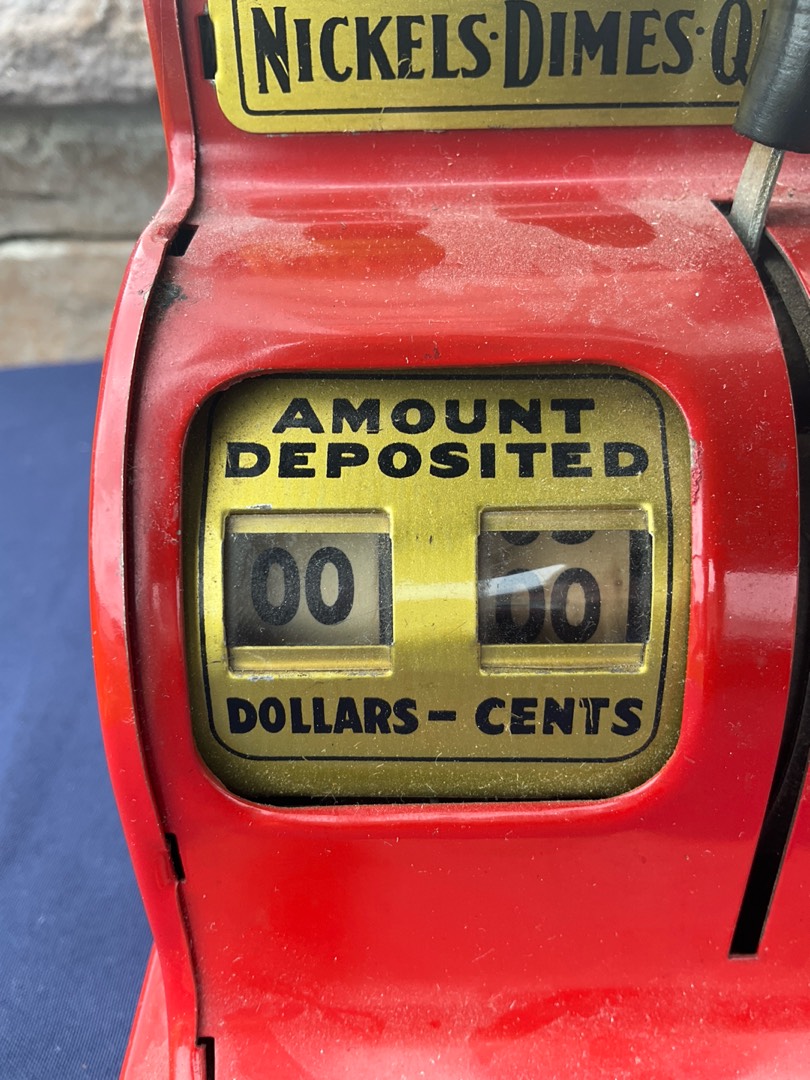 NICKELS·DIMES·Q
AMOUNT
DEPOSITED
00 00
DOLLARS – CENTS